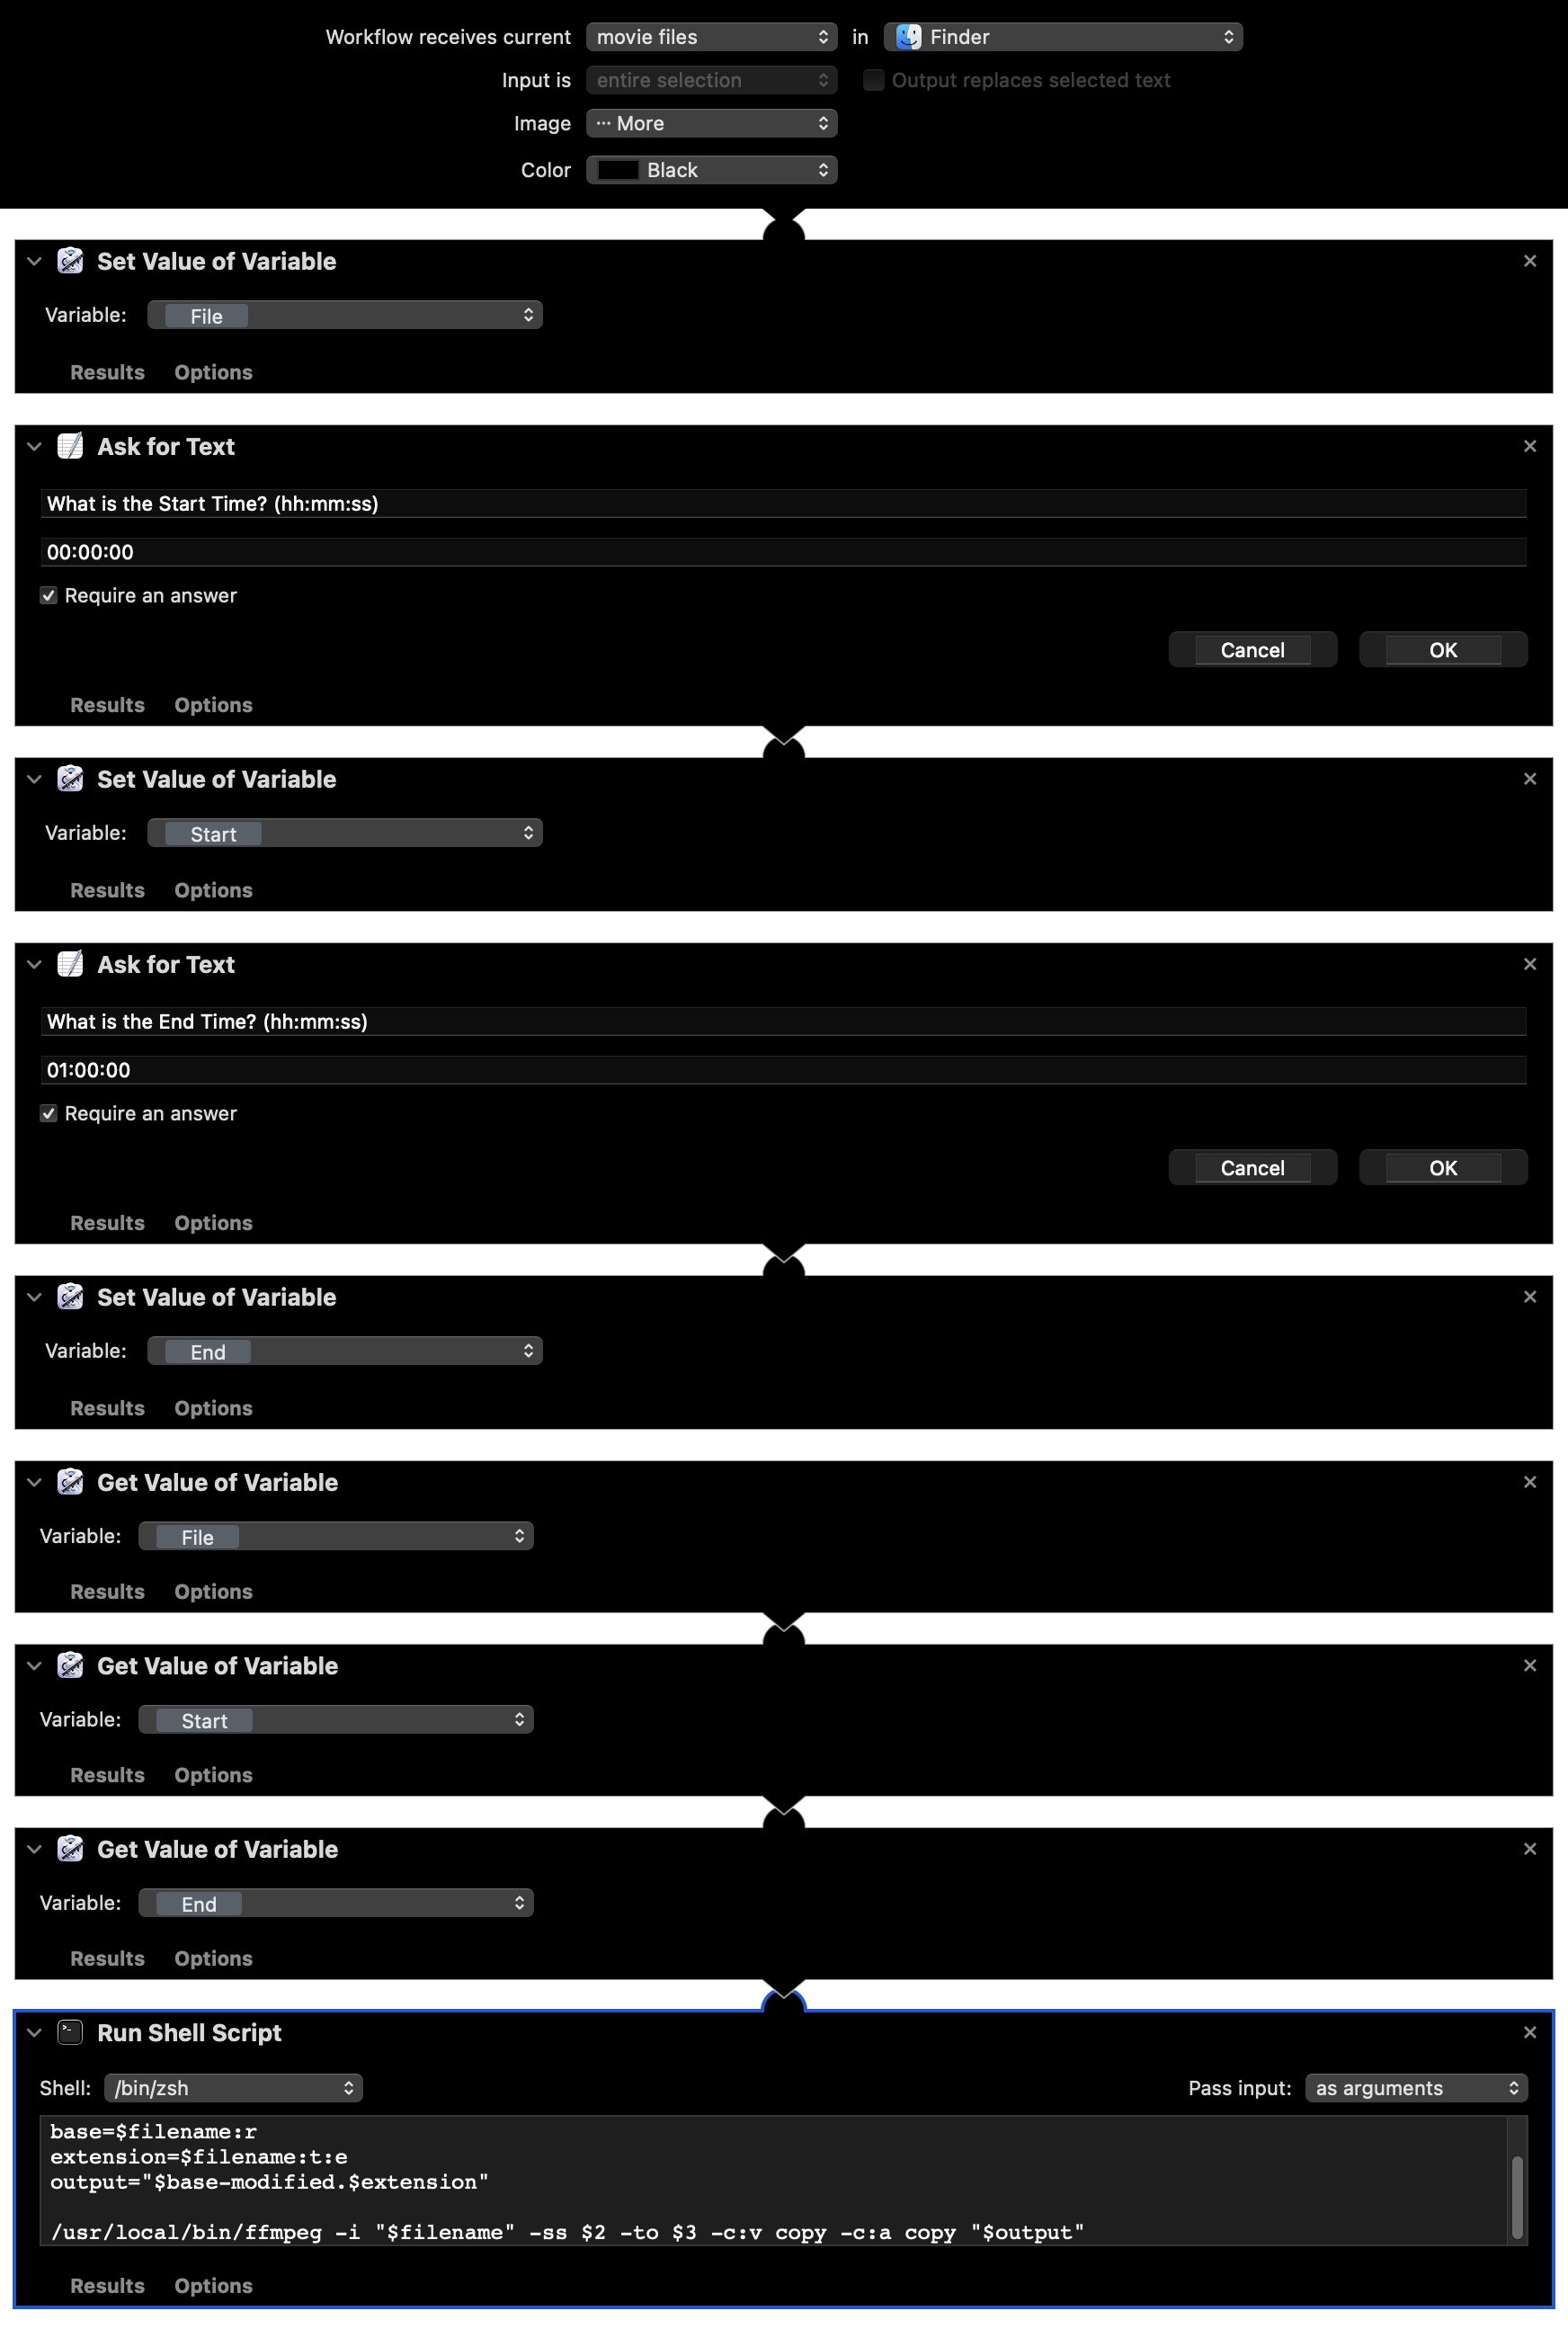 Workflow receives current movie files in Finder
Input is entire selection Output replaces selected text
Image ··· More
Color Black
Set Value of Variable
Variable: File
Results Options
Ask for Text
What is the Start Time? (hh:mm:ss)
00:00:00
Require an answer
Cancel OK
Results Options
Set Value of Variable
Variable: Start
Results Options
Ask for Text
What is the End Time? (hh:mm:ss)
01:00:00
Require an answer
Cancel OK
Results Options
Set Value of Variable
Variable: End
Results Options
Get Value of Variable
Variable: File
Results Options
Get Value of Variable
Variable: Start
Results Options
Get Value of Variable
Variable: End
Results Options
Run Shell Script
Shell: /bin/zsh Pass input: as arguments
base=$filename:r
extension=$filename:t:e
output="$base-modified.$extension"
/usr/local/bin/ffmpeg -i "$filename" -ss $2 -to $3 -c:v copy -c:a copy "$output"
Results Options